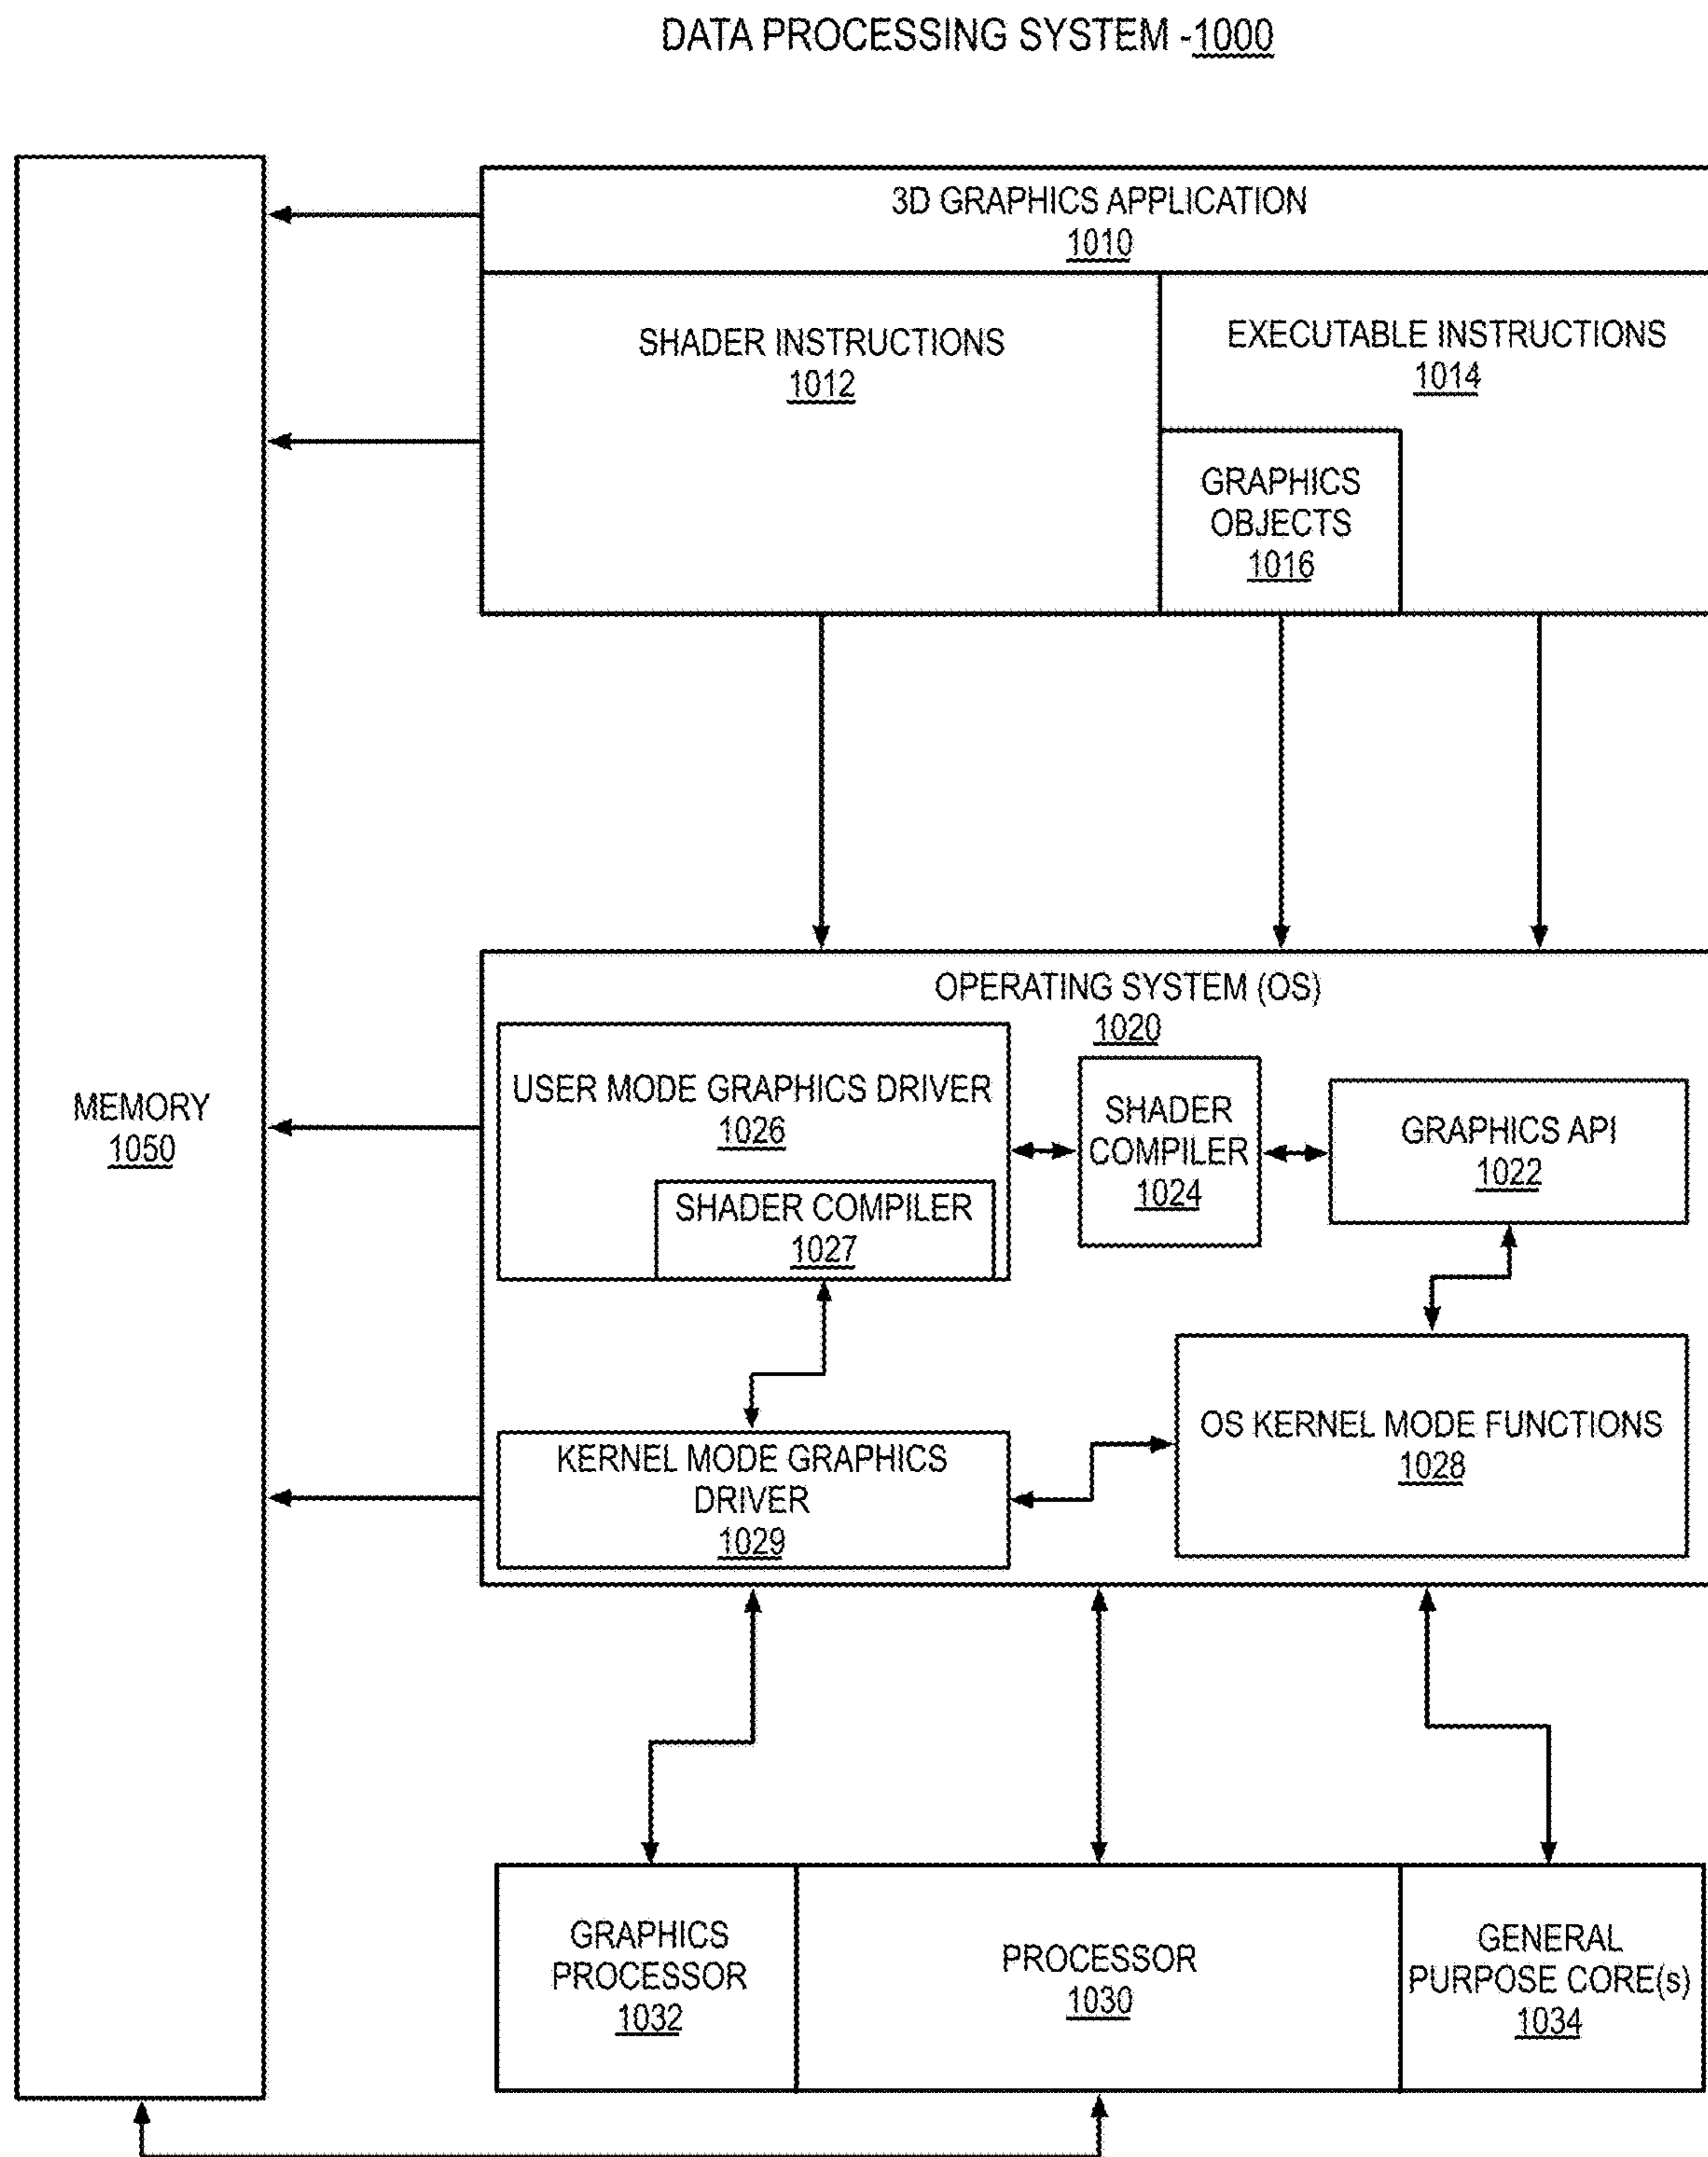 DATA PROCESSING SYSTEM -1000
3D GRAPHICS APPLICATION
1010
SHADER INSTRUCTIONS
1012
EXECUTABLE INSTRUCTIONS
1014
GRAPHICS
OBJECTS
1016
MEMORY
1050
OPERATING SYSTEM (OS)
1020
USER MODE GRAPHICS DRIVER
1026
SHADER COMPILER
1027
SHADER
COMPILER
1024
GRAPHICS API
1022
KERNEL MODE GRAPHICS
DRIVER
1029
OS KERNEL MODE FUNCTIONS
1028
GRAPHICS
PROCESSOR
1032
PROCESSOR
1030
GENERAL
PURPOSE CORE(s)
1034